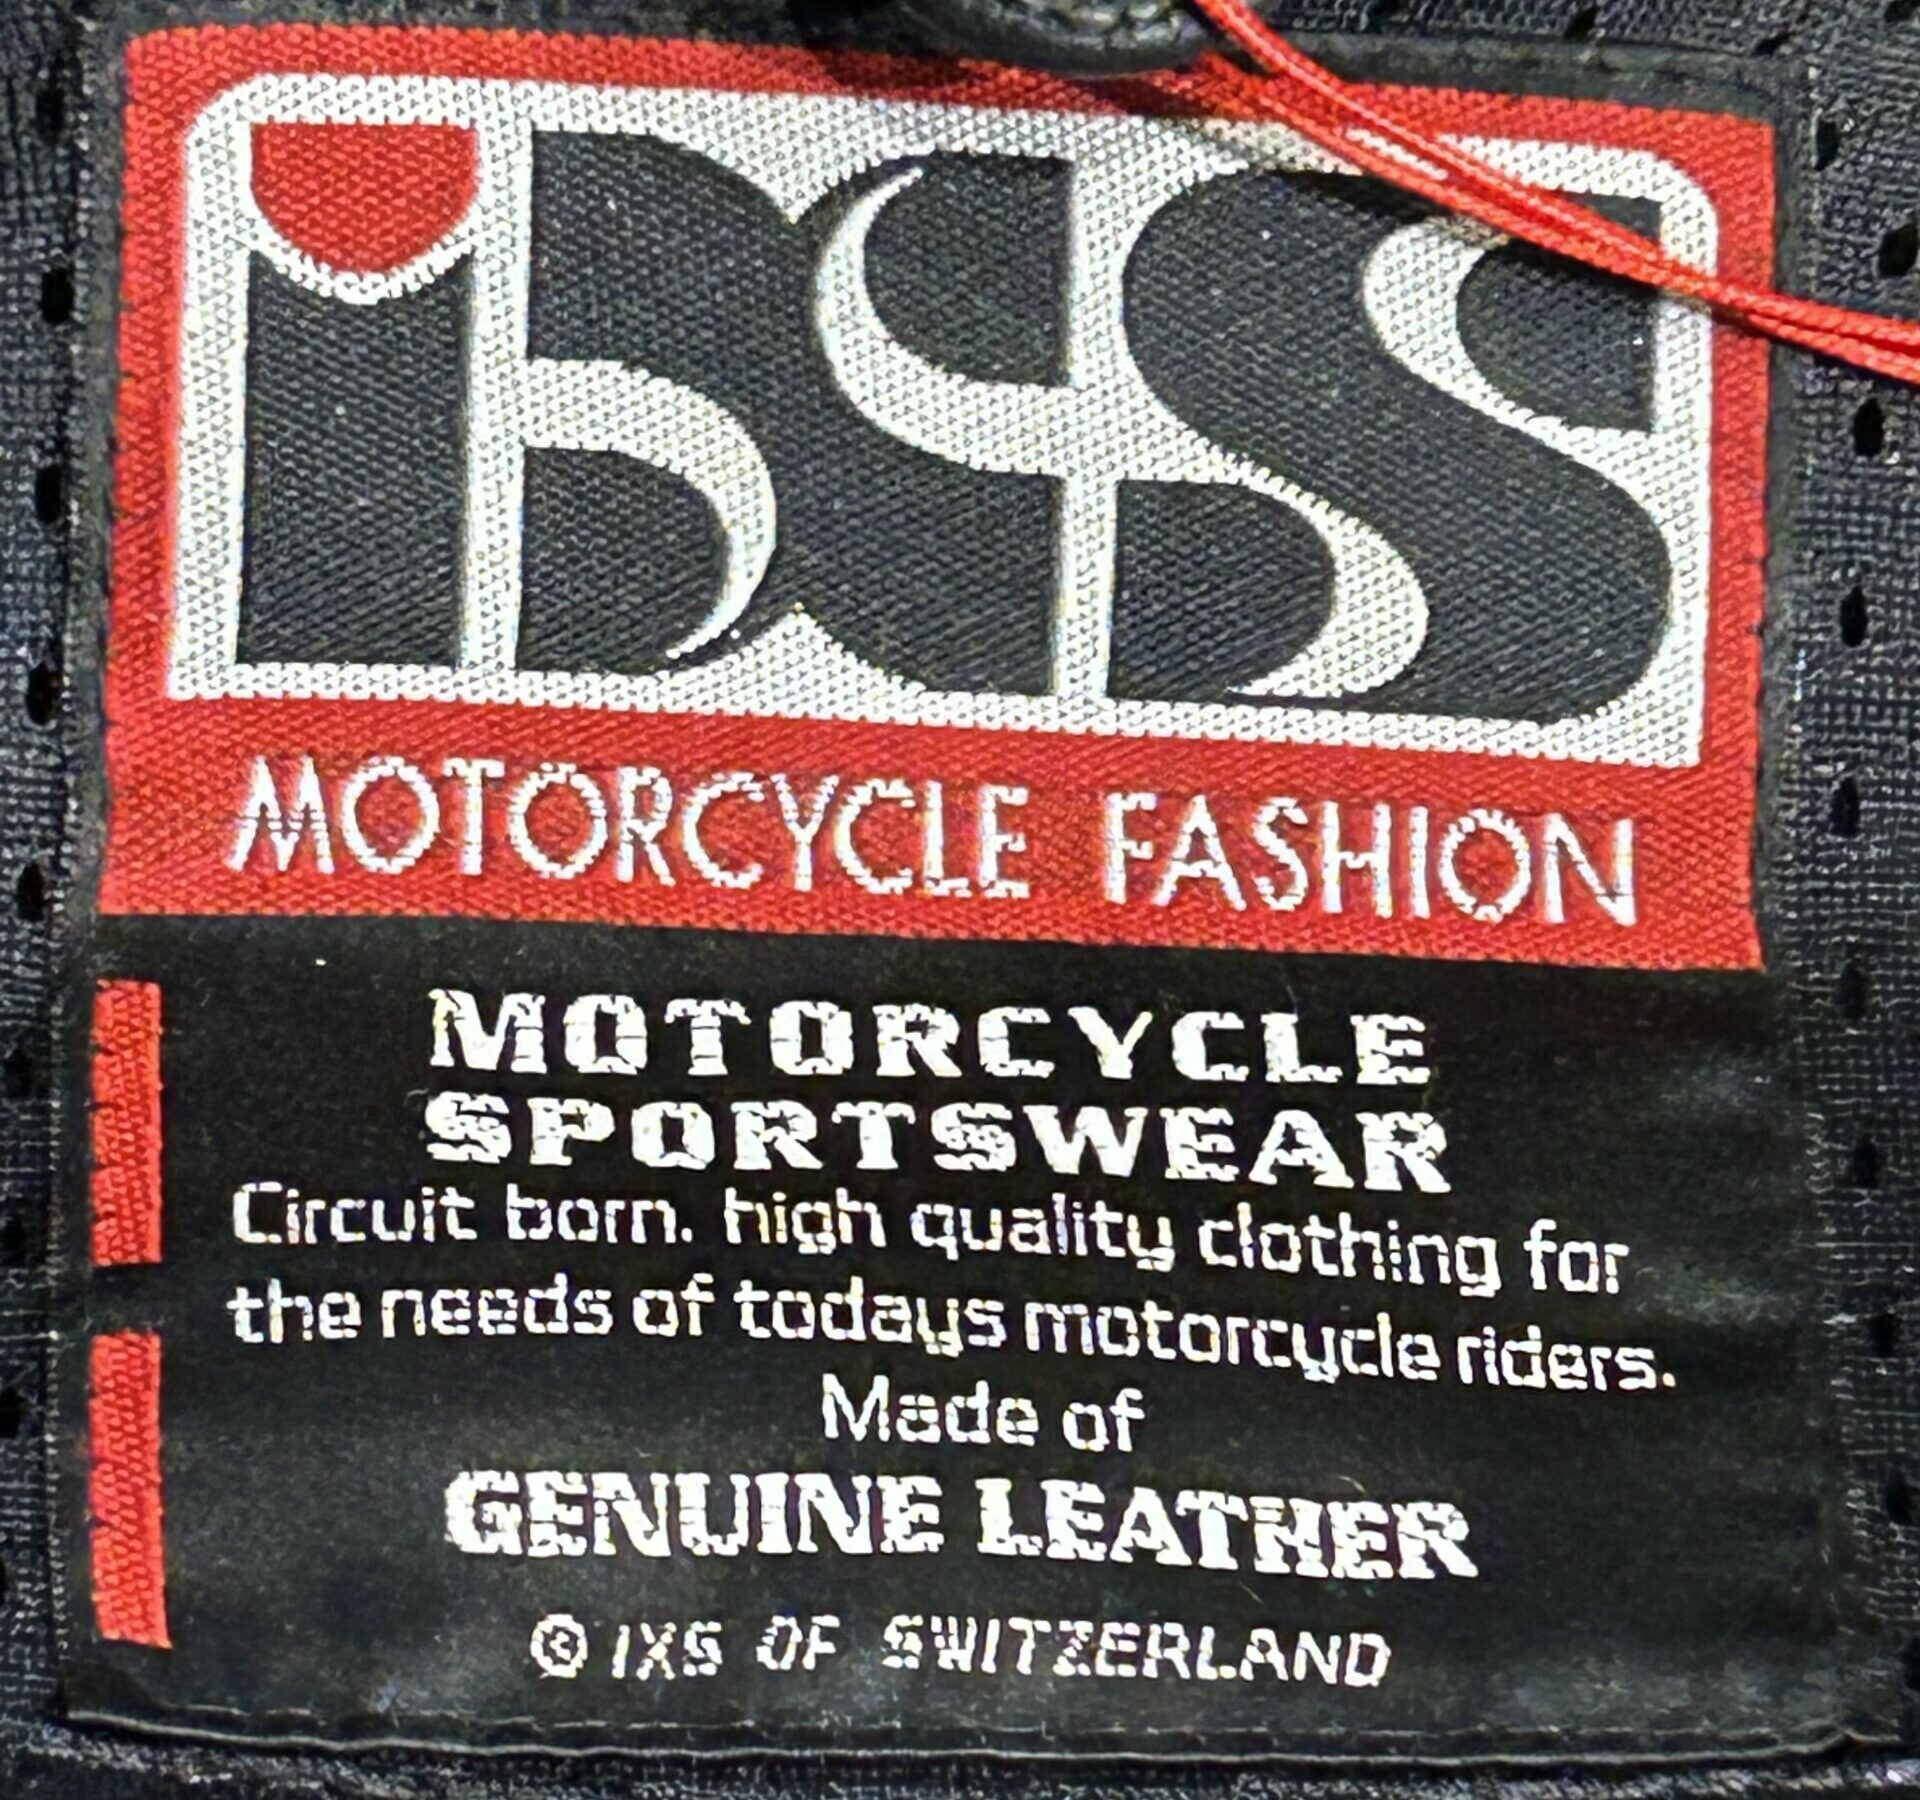 iXS
MOTORCYCLE FASHION
MOTORCYCLE
SPORTSWEAR
Circuit born. high quality clothing for
the needs of todays motorcycle riders.
Made of
GENUINE LEATHER
© IXS OF SWITZERLAND